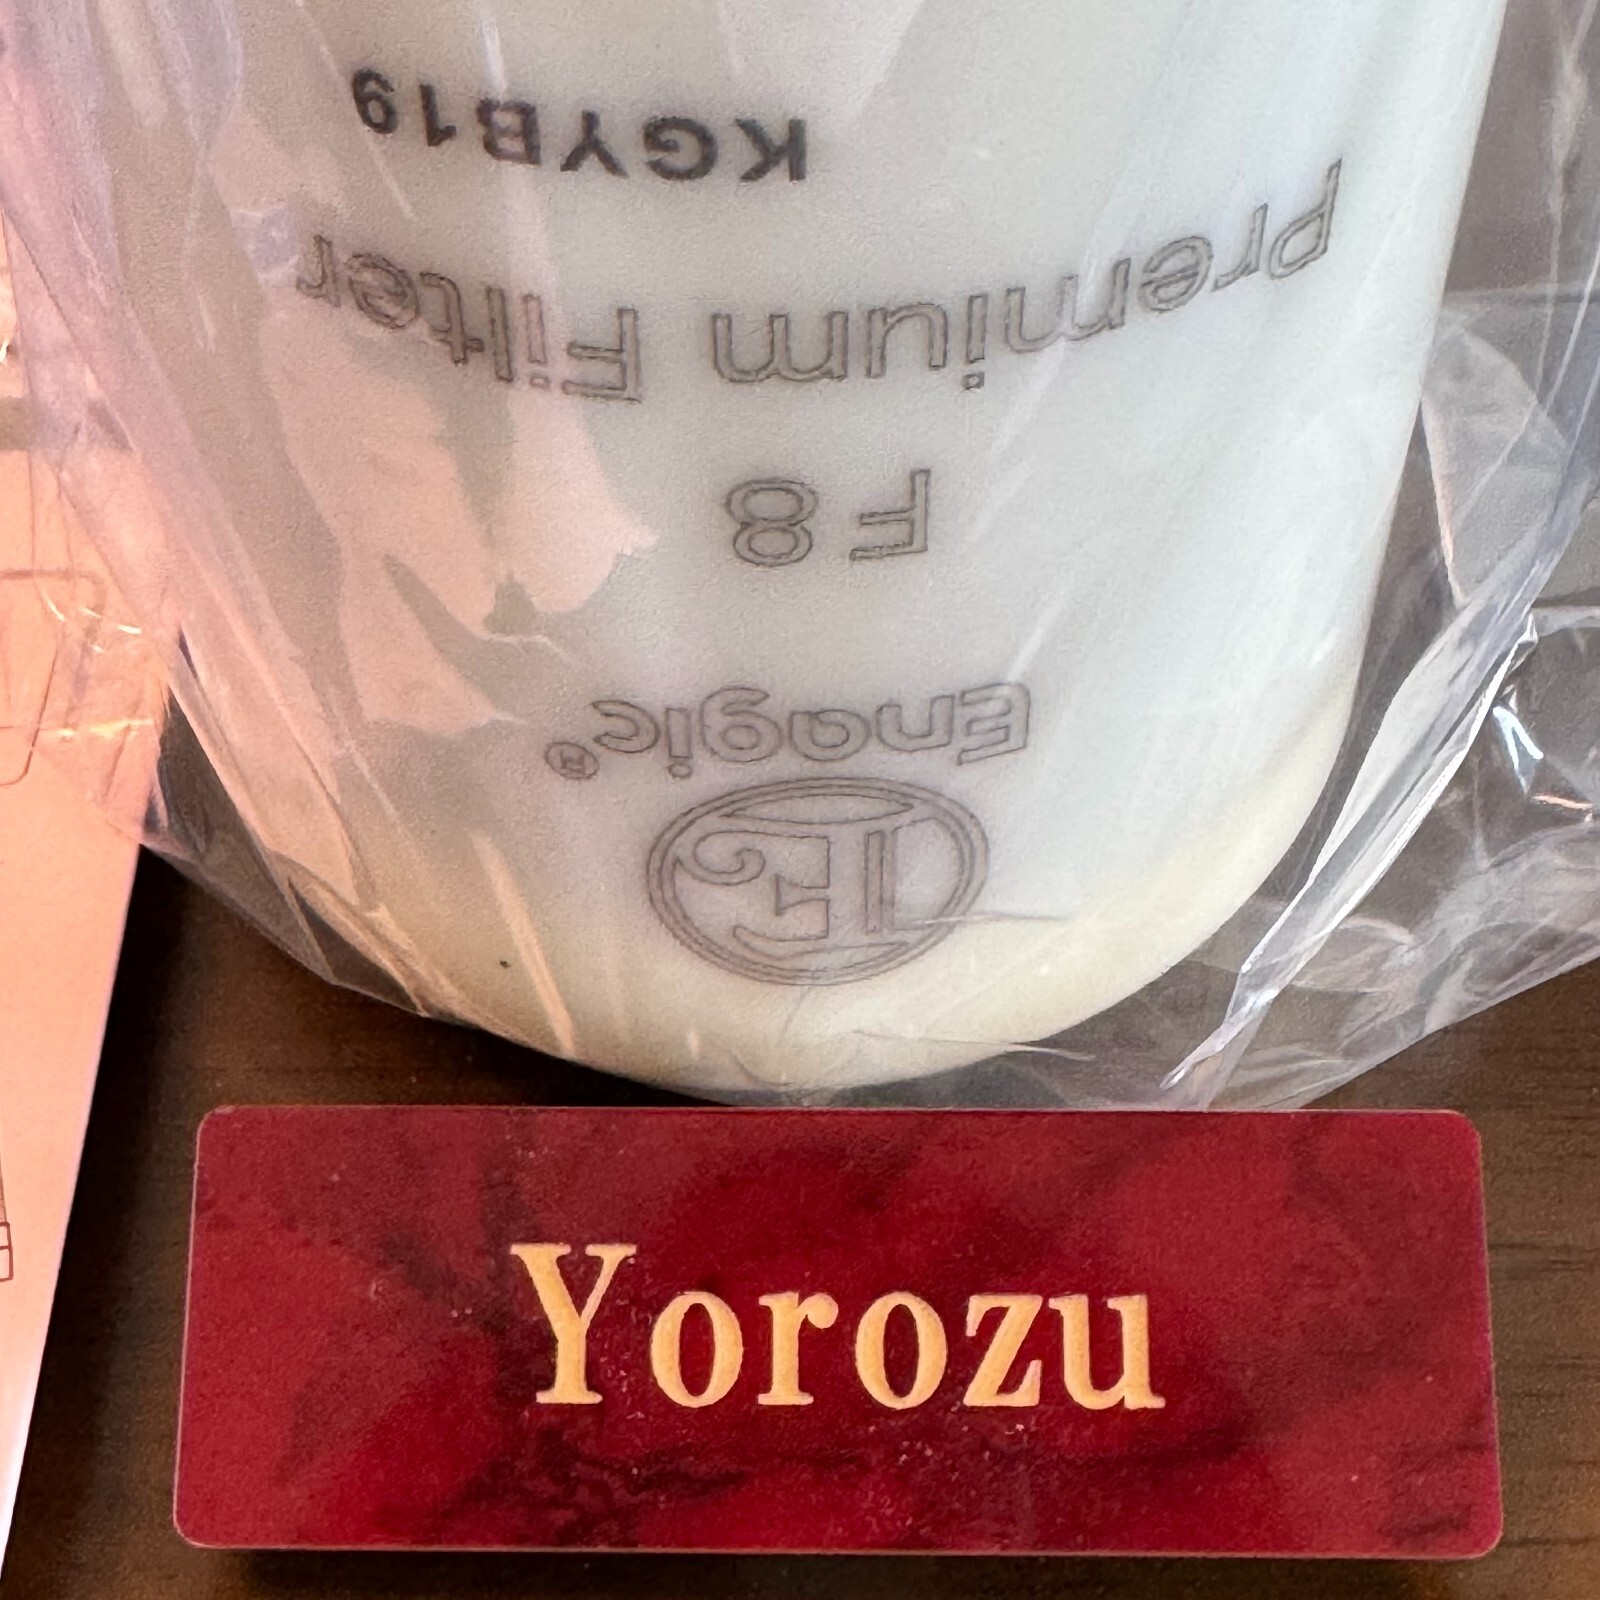 Enagic®
F8
Premium Filter
KGYB19
Yorozu